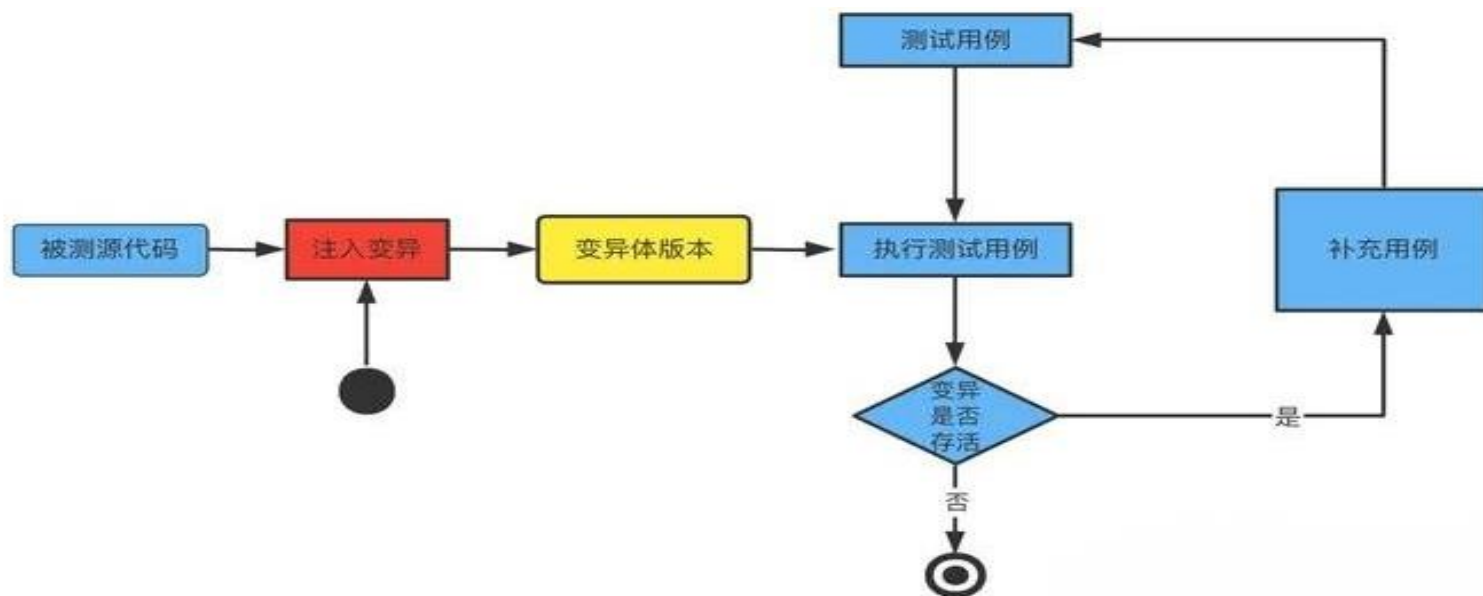 测试用例
被测源代码
注入变异
变异体版本
执行测试用例
补充用例
变异
是否
存活
是
否